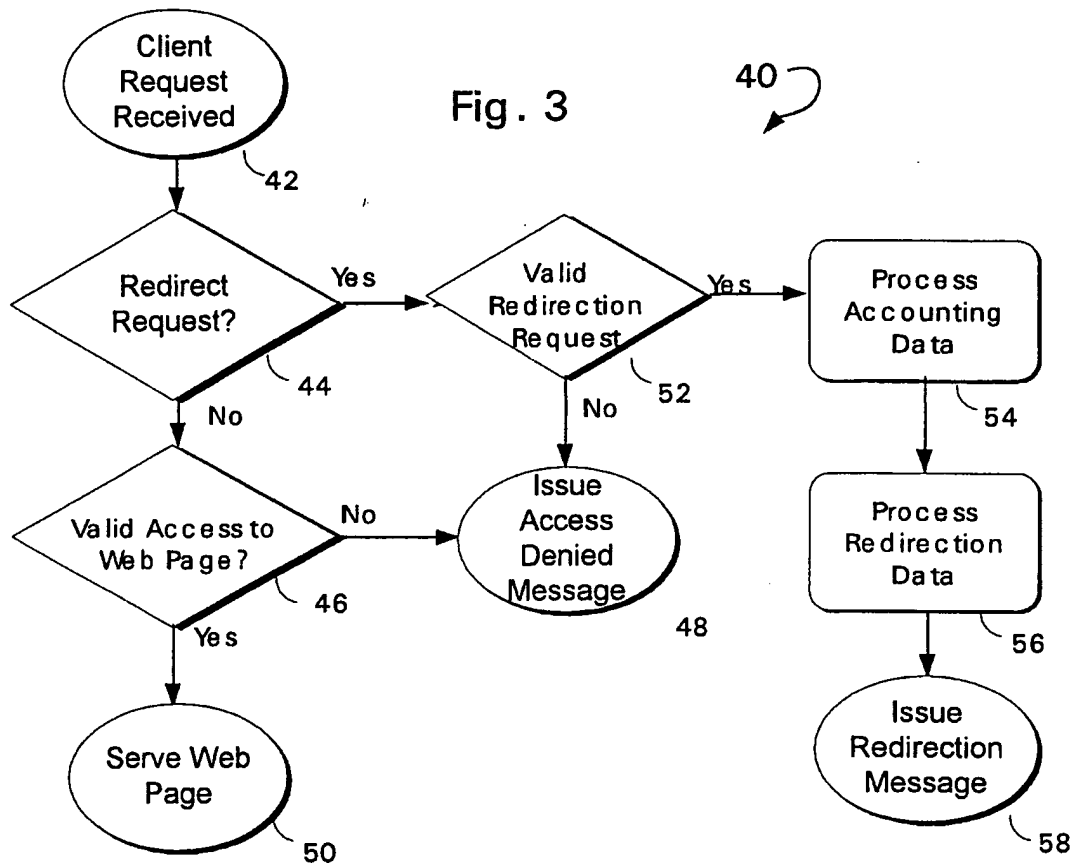 Client
Request
Received
42
Fig. 3
40
Redirect
Request?
44
Yes
No
Valid
Redirection
Request
52
Yes
No
Process
Accounting
Data
54
Valid Access to
Web Page?
46
No
Yes
Issue
Access
Denied
Message
48
Process
Redirection
Data
56
Serve Web
Page
50
Issue
Redirection
Message
58